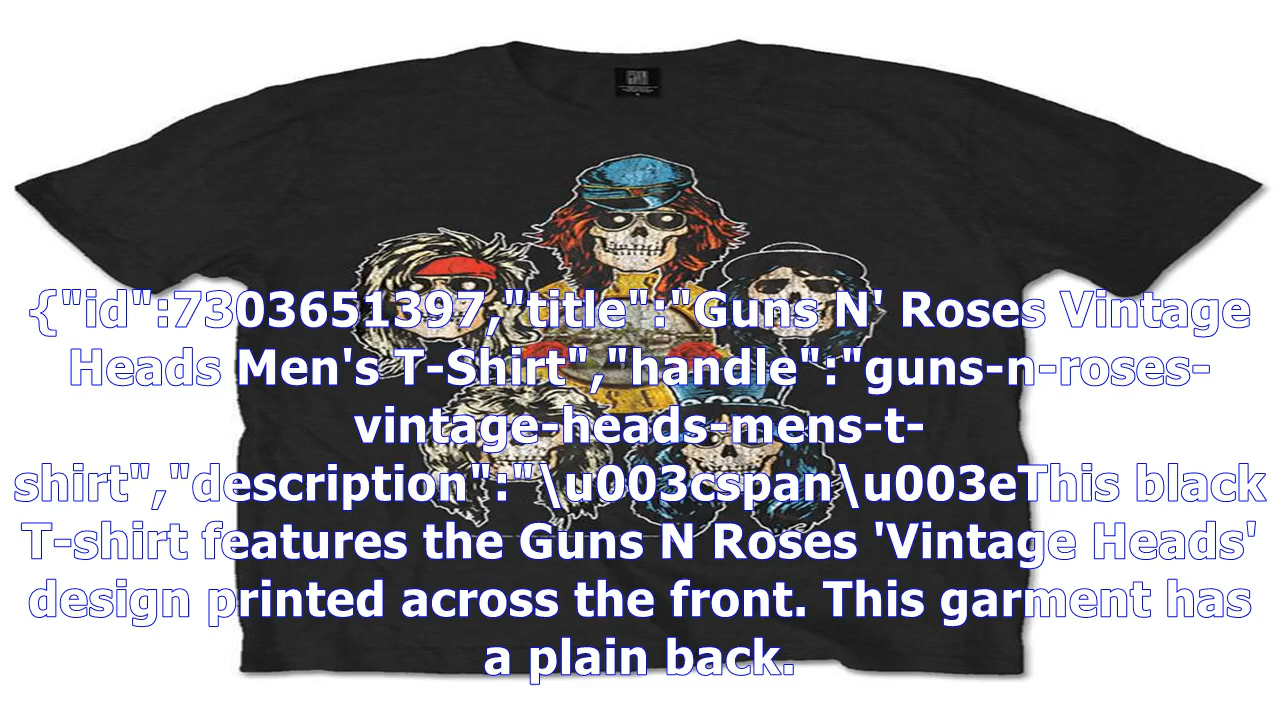 {"id":7303651397,"title":"Guns N' Roses Vintage
Heads Men's T-Shirt","handle":"guns-n-roses-
vintage-heads-mens-t-
shirt","description":"\u003cspan\u003eThis black
T-shirt features the Guns N Roses 'Vintage Heads'
design printed across the front. This garment has
a plain back.